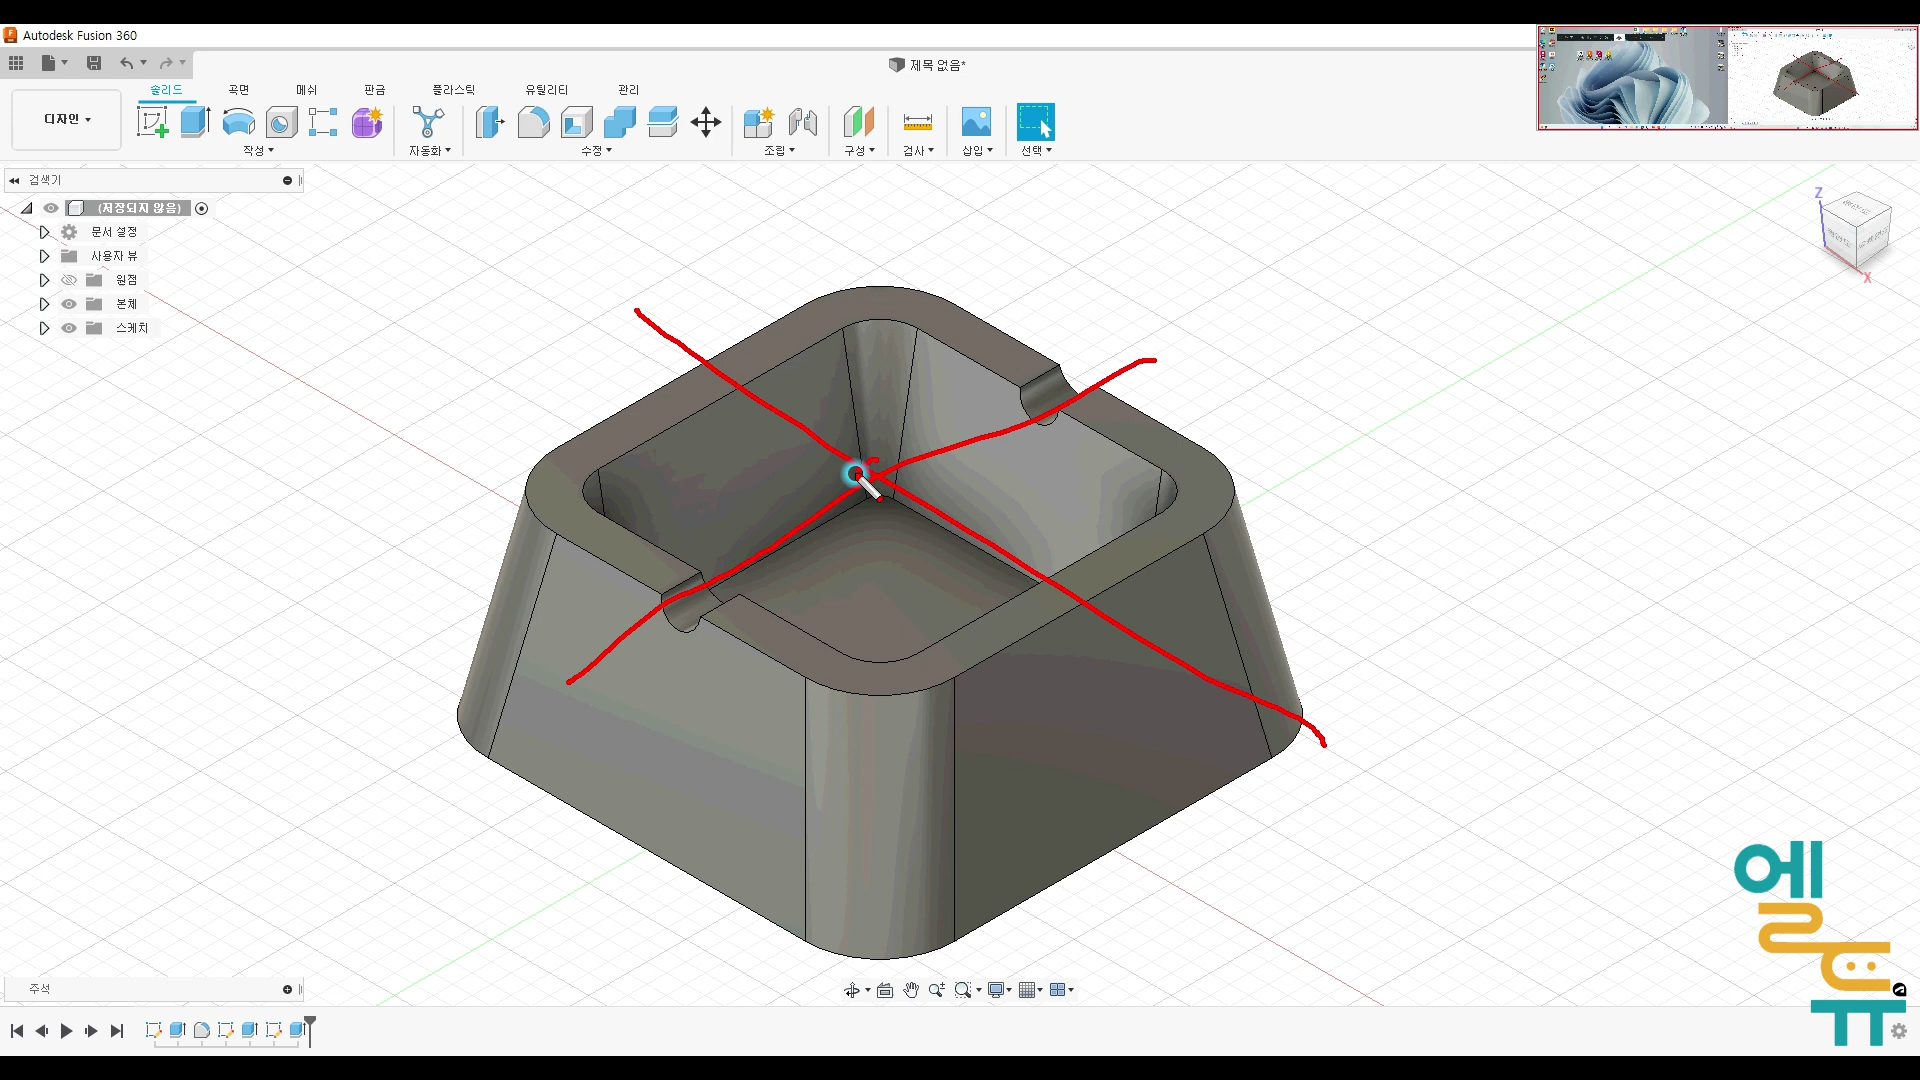 Autodesk Fusion 360
제목 없음*
솔리드 곡면 메쉬 판금 플라스틱 유틸리티 관리
디자인
작성 자동화 수정 조립 구성 검사 삽입 선택
검색기
(저장되지 않음)
문서 설정
사용자 뷰
원점
본체
스케치
Z
X
주석
에듀